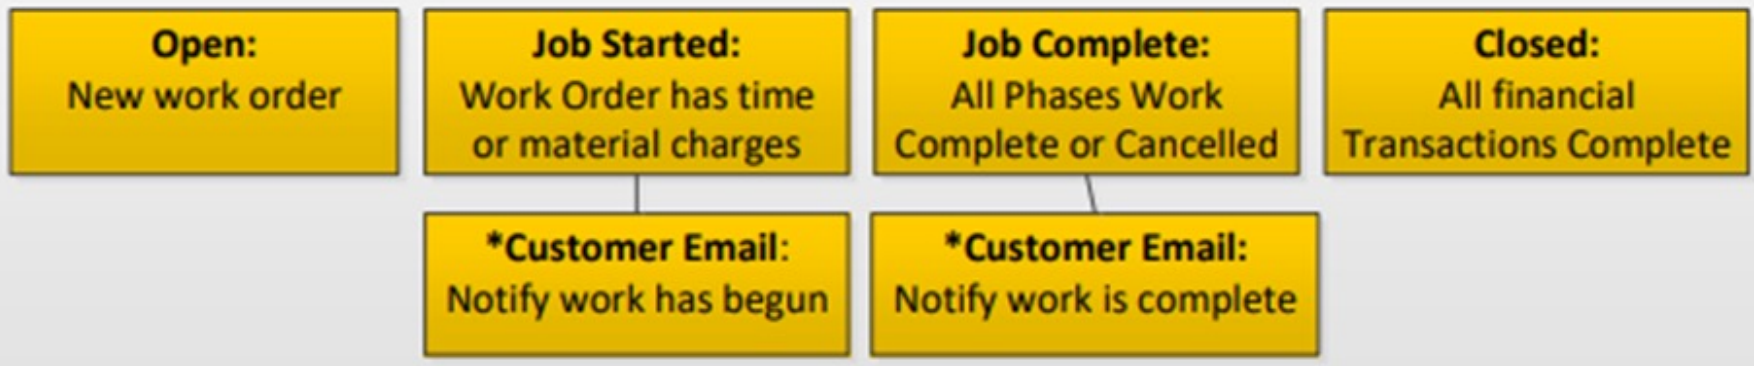 Open:
New work order
Job Started:
Work Order has time
or material charges
Job Complete:
All Phases Work
Complete or Cancelled
Closed:
All financial
Transactions Complete
*Customer Email:
Notify work has begun
*Customer Email:
Notify work is complete